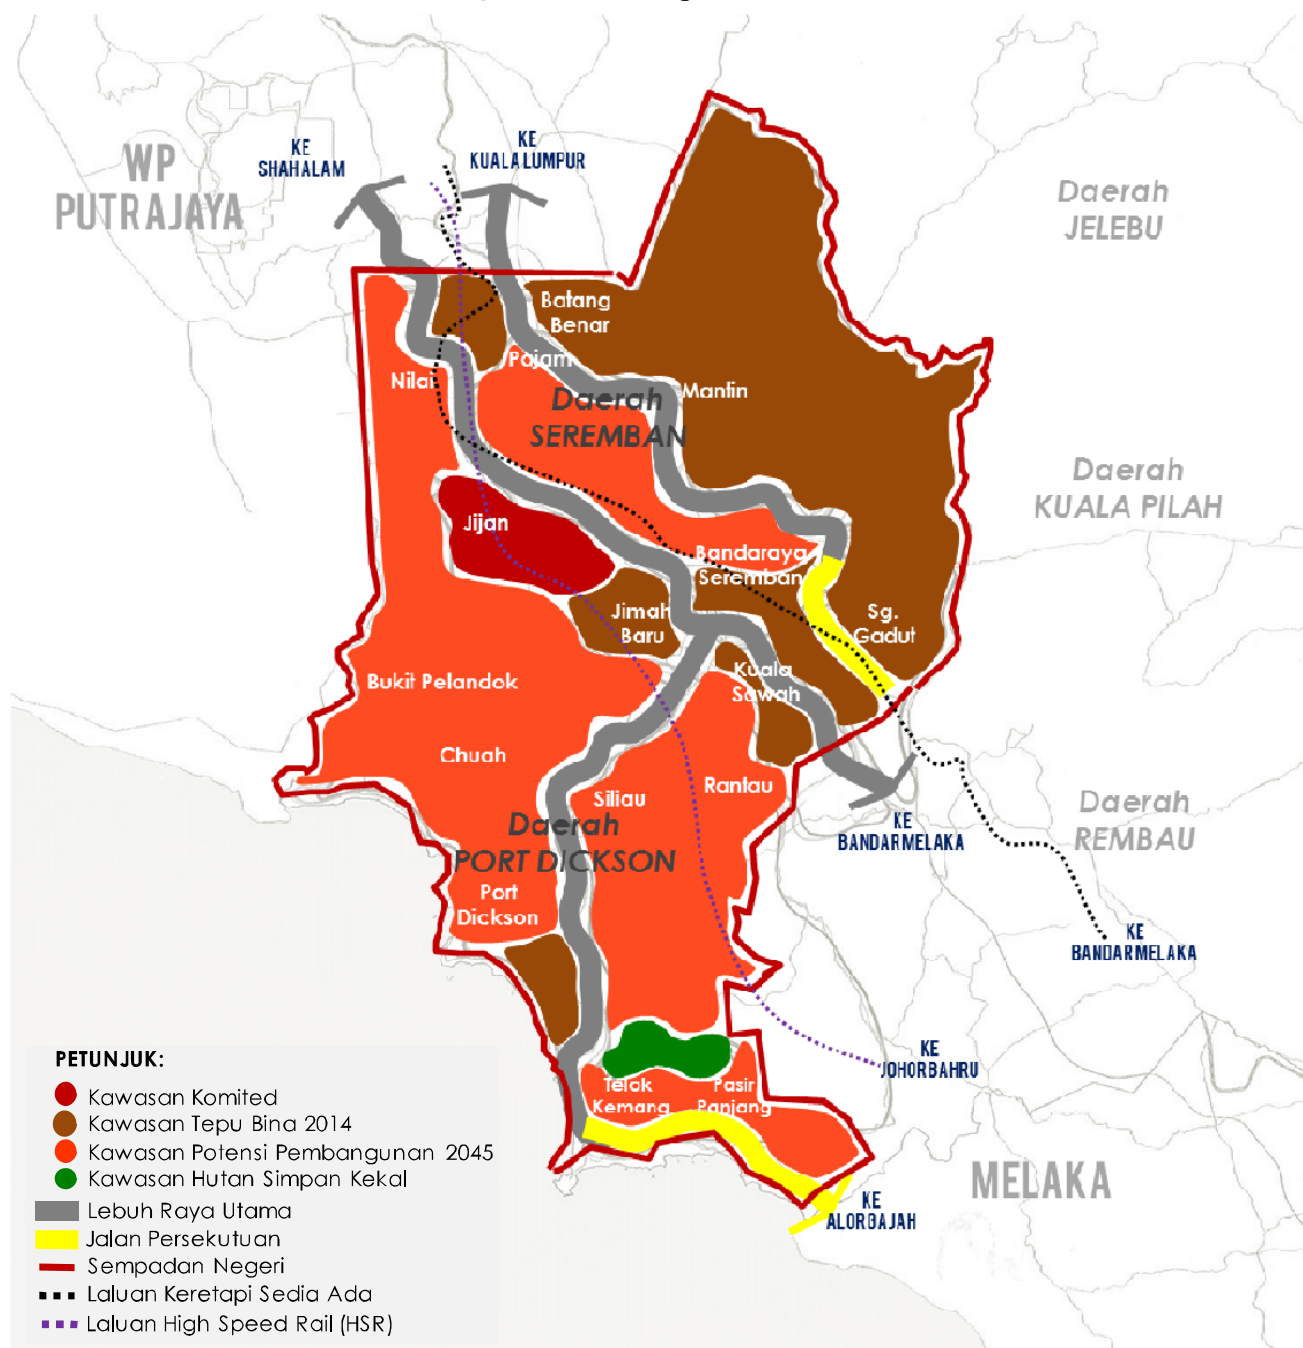 KE
SHAHALAM
KE
KUALALUMPUR
WP
PUTRAJAYA
Daerah
JELEBU
Batang
Benar
Pajam
Nilai
Mantin
Daerah
SEREMBAN
Daerah
KUALA PILAH
Jijan
Bandaraya
Seremban
Jimah
Baru
Sg.
Gadut
Kuala
Sawah
Bukit Pelandok
Chuah
Siliau
Rantau
Daerah
REMBAU
Daerah
PORT DICKSON
KE
BANDARMELAKA
Port
Dickson
KE
BANDARMELAKA
KE
JOHORBAHRU
Telok
Kemang
Pasir
Panjang
MELAKA
KE
ALORBAJAH
PETUNJUK:
Kawasan Komited
Kawasan Tepu Bina 2014
Kawasan Potensi Pembangunan 2045
Kawasan Hutan Simpan Kekal
Lebuh Raya Utama
Jalan Persekutuan
Sempadan Negeri
Laluan Keretapi Sedia Ada
Laluan High Speed Rail (HSR)